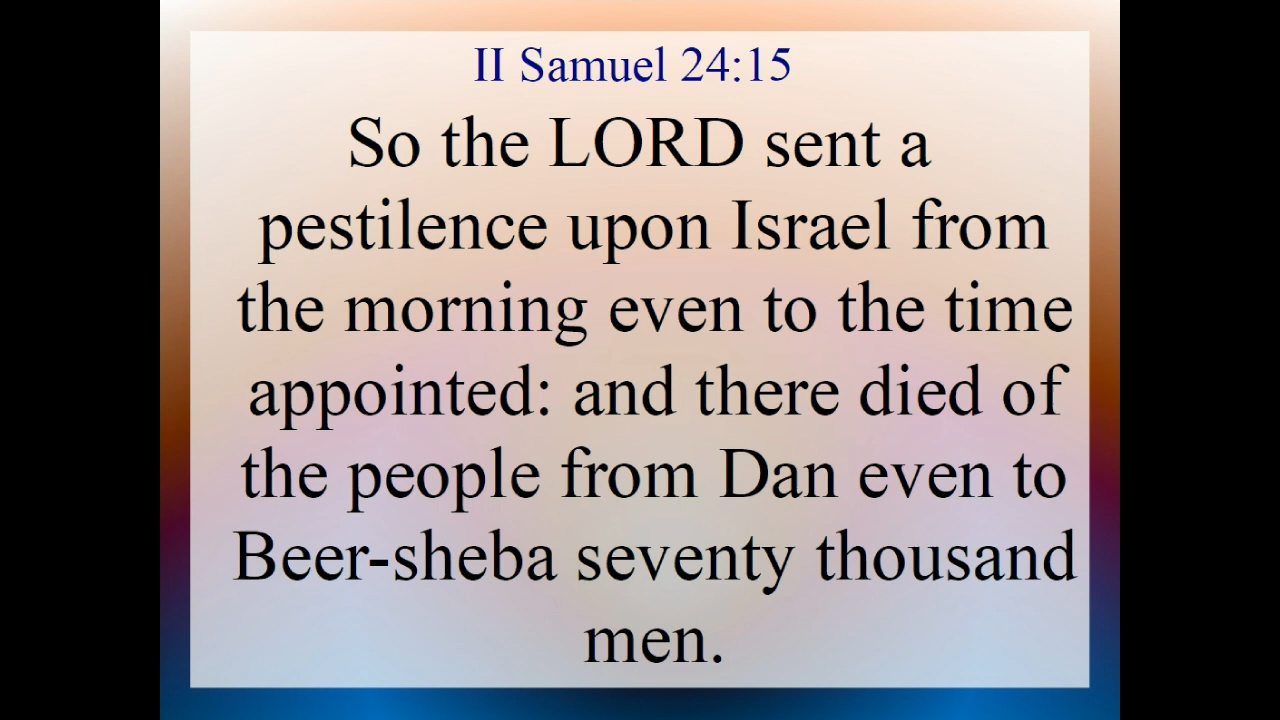 II Samuel 24:15
So the LORD sent a
pestilence upon Israel from
the morning even to the time
appointed: and there died of
the people from Dan even to
Beer-sheba seventy thousand
men.